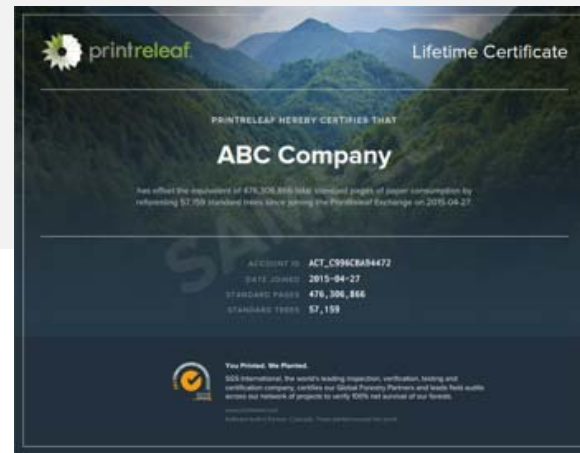 printreleaf
Lifetime Certificate
PRINTRELEAF HEREBY CERTIFIES THAT
ABC Company
has offset the equivalent of 476,306,866 total standard pages of paper consumption by
reforesting 57,159 standard trees since joining the PrintReleaf Exchange on 2015-04-27.
SAMPLE
ACCOUNT ID ACT_C996CBA94472
DATE JOINED 2015-04-27
STANDARD PAGES 476,306,866
STANDARD TREES 57,159
You Printed. We Planted.
SGS International, the world's leading inspection, verification, testing and
certification company, certifies our Global Forestry Partners and leads field audits
across our network of projects to verify 100% net survival of our forests.